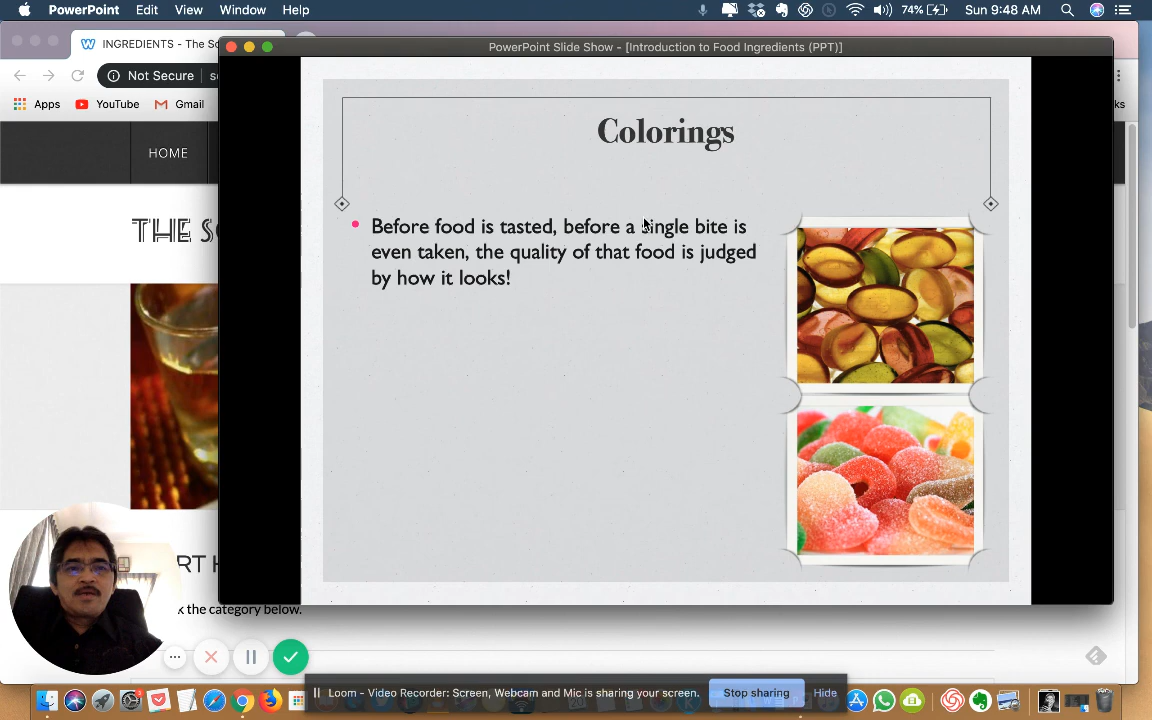 PowerPoint Edit View Window Help
74% Sun 9:48 AM
INGREDIENTS - The S
PowerPoint Slide Show - [Introduction to Food Ingredients (PPT)]
Not Secure
Apps YouTube Gmail
ks
HOME
THE S
Colorings
Before food is tasted, before a single bite is
even taken, the quality of that food is judged
by how it looks!
RT H
k the category below.
Loom - Video Recorder: Screen, Webcam and Mic is sharing your screen. Stop sharing Hide